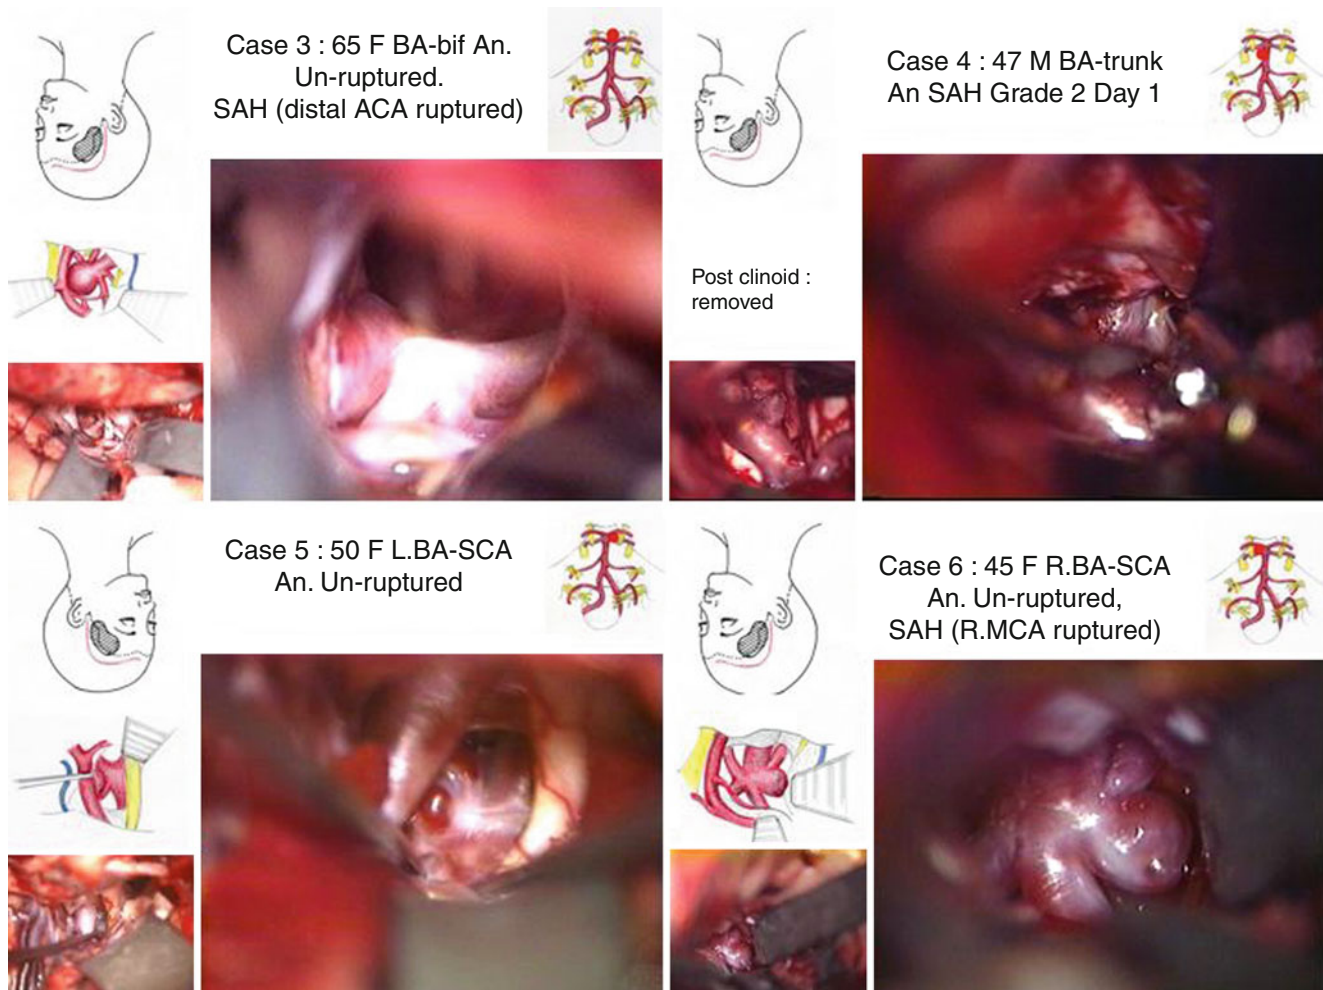 Case 3 : 65 F BA-bif An.
Un-ruptured.
SAH (distal ACA ruptured)
Case 4 : 47 M BA-trunk
An SAH Grade 2 Day 1
Post clinoid :
removed
Case 5 : 50 F L.BA-SCA
An. Un-ruptured
Case 6 : 45 F R.BA-SCA
An. Un-ruptured,
SAH (R.MCA ruptured)